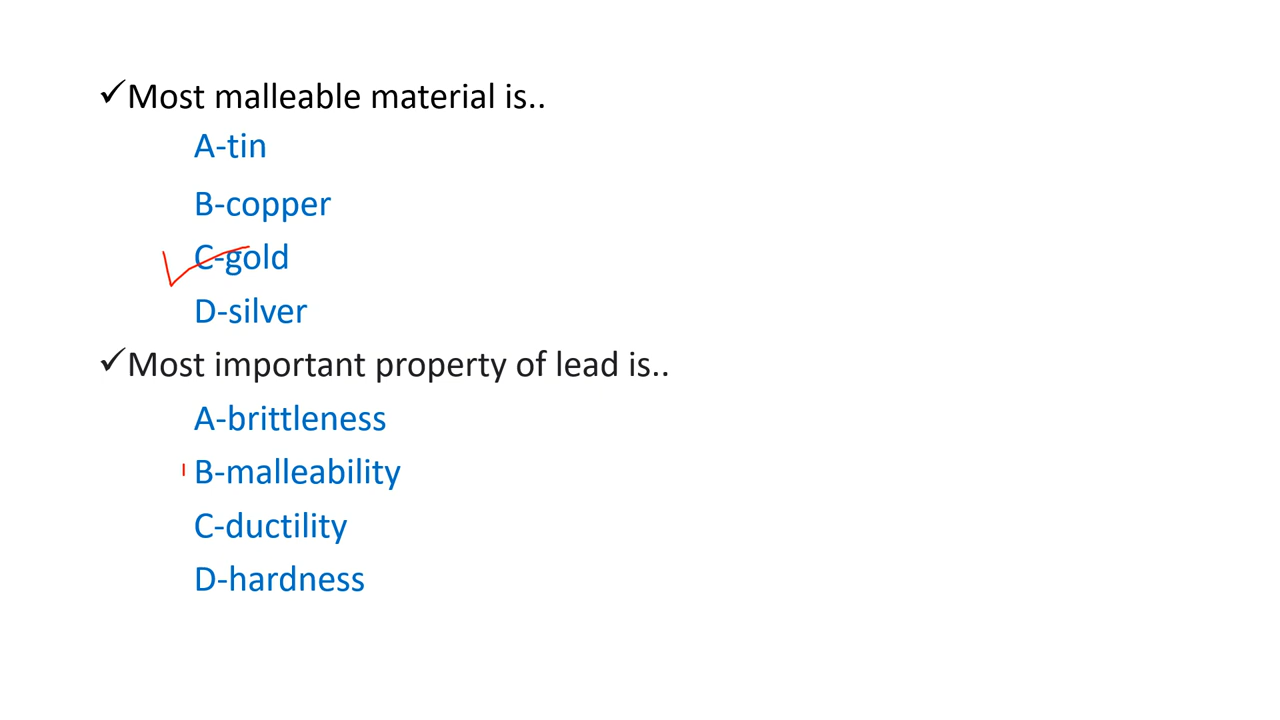 ✓Most malleable material is..
A-tin
B-copper
C-gold
D-silver
✓Most important property of lead is..
A-brittleness
B-malleability
C-ductility
D-hardness